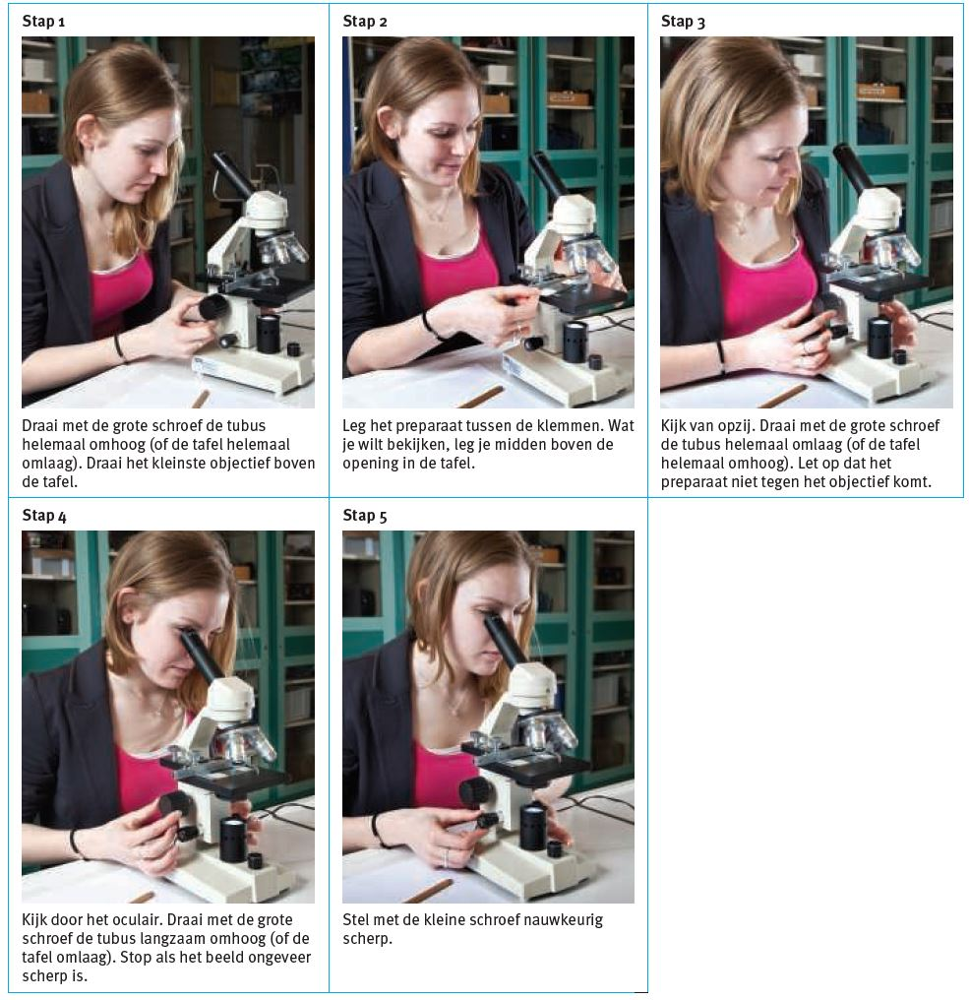 Stap 1
Draai met de grote schroef de tubus
helemaal omhoog (of de tafel helemaal
omlaag). Draai het kleinste objectief boven
de tafel.
Stap 2
Leg het preparaat tussen de klemmen. Wat
je wilt bekijken, leg je midden boven de
opening in de tafel.
Stap 3
Kijk van opzij. Draai met de grote schroef
de tubus helemaal omlaag (of de tafel
helemaal omhoog). Let op dat het
preparaat niet tegen het objectief komt.
Stap 4
Kijk door het oculair. Draai met de grote
schroef de tubus langzaam omhoog (of de
tafel omlaag). Stop als het beeld ongeveer
scherp is.
Stap 5
Stel met de kleine schroef nauwkeurig
scherp.